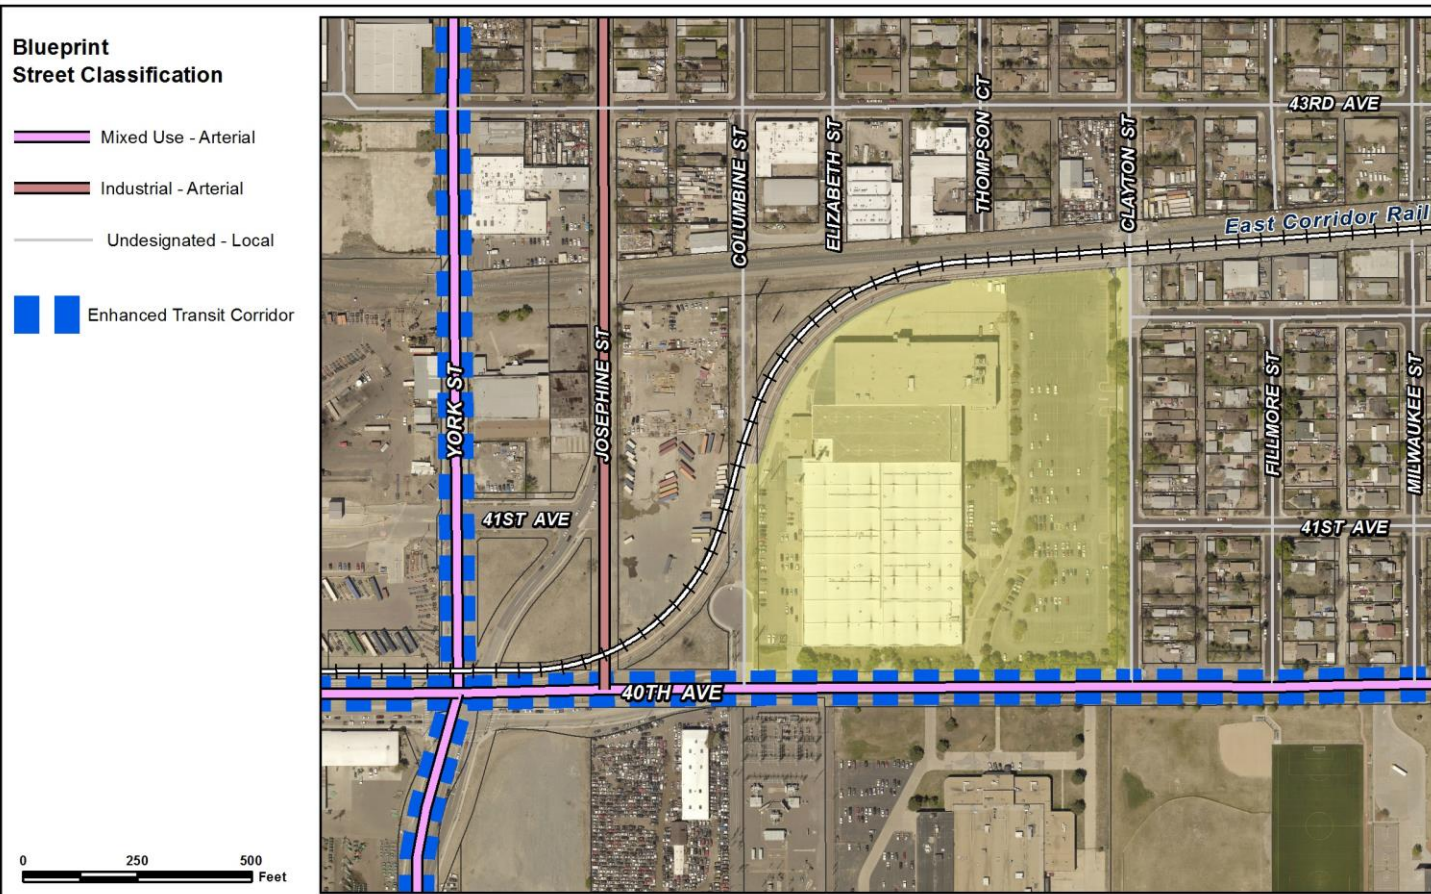 Blueprint
Street Classification
Mixed Use - Arterial
Industrial - Arterial
Undesignated - Local
Enhanced Transit Corridor
0 250 500
Feet
43RD AVE
THOMPSON CT
COLUMBINE ST
ELIZABETH ST
CLAYTON ST
East Corridor Rail
YORK ST
JOSEPHINE ST
FILLMORE ST
MILWAUKEE ST
41ST AVE
41ST AVE
40TH AVE